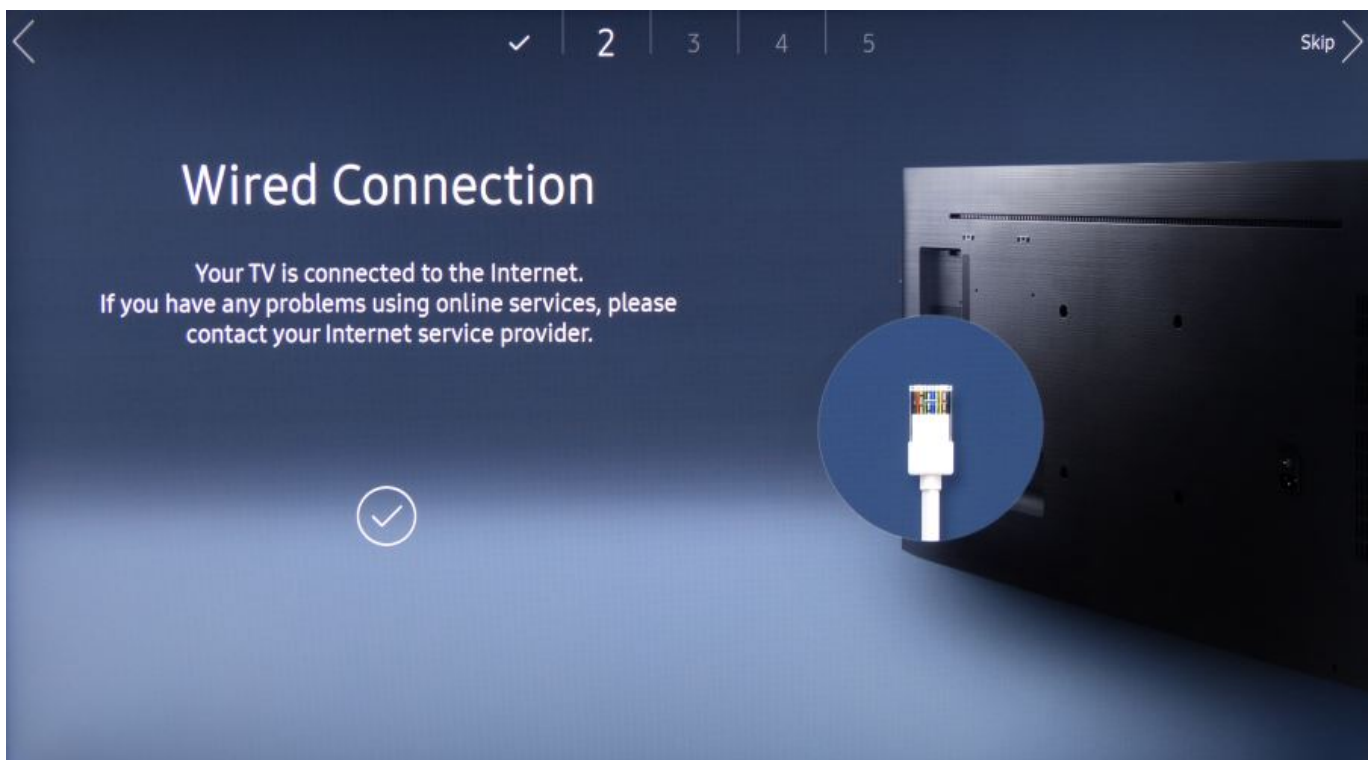 2 3 4 5 Skip
Wired Connection
Your TV is connected to the Internet.
If you have any problems using online services, please
contact your Internet service provider.